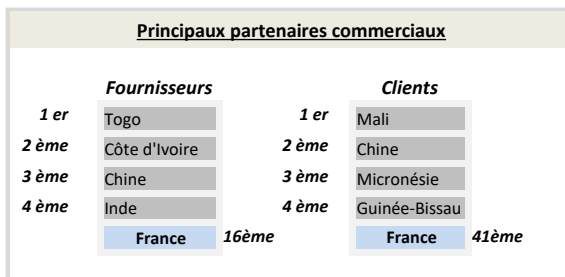 Principaux partenaires commerciaux
Fournisseurs Clients
1 er Togo 1 er Mali
2 ème Côte d'Ivoire 2 ème Chine
3 ème Chine 3 ème Micronésie
4 ème Inde 4 ème Guinée-Bissau
France 16ème France 41ème